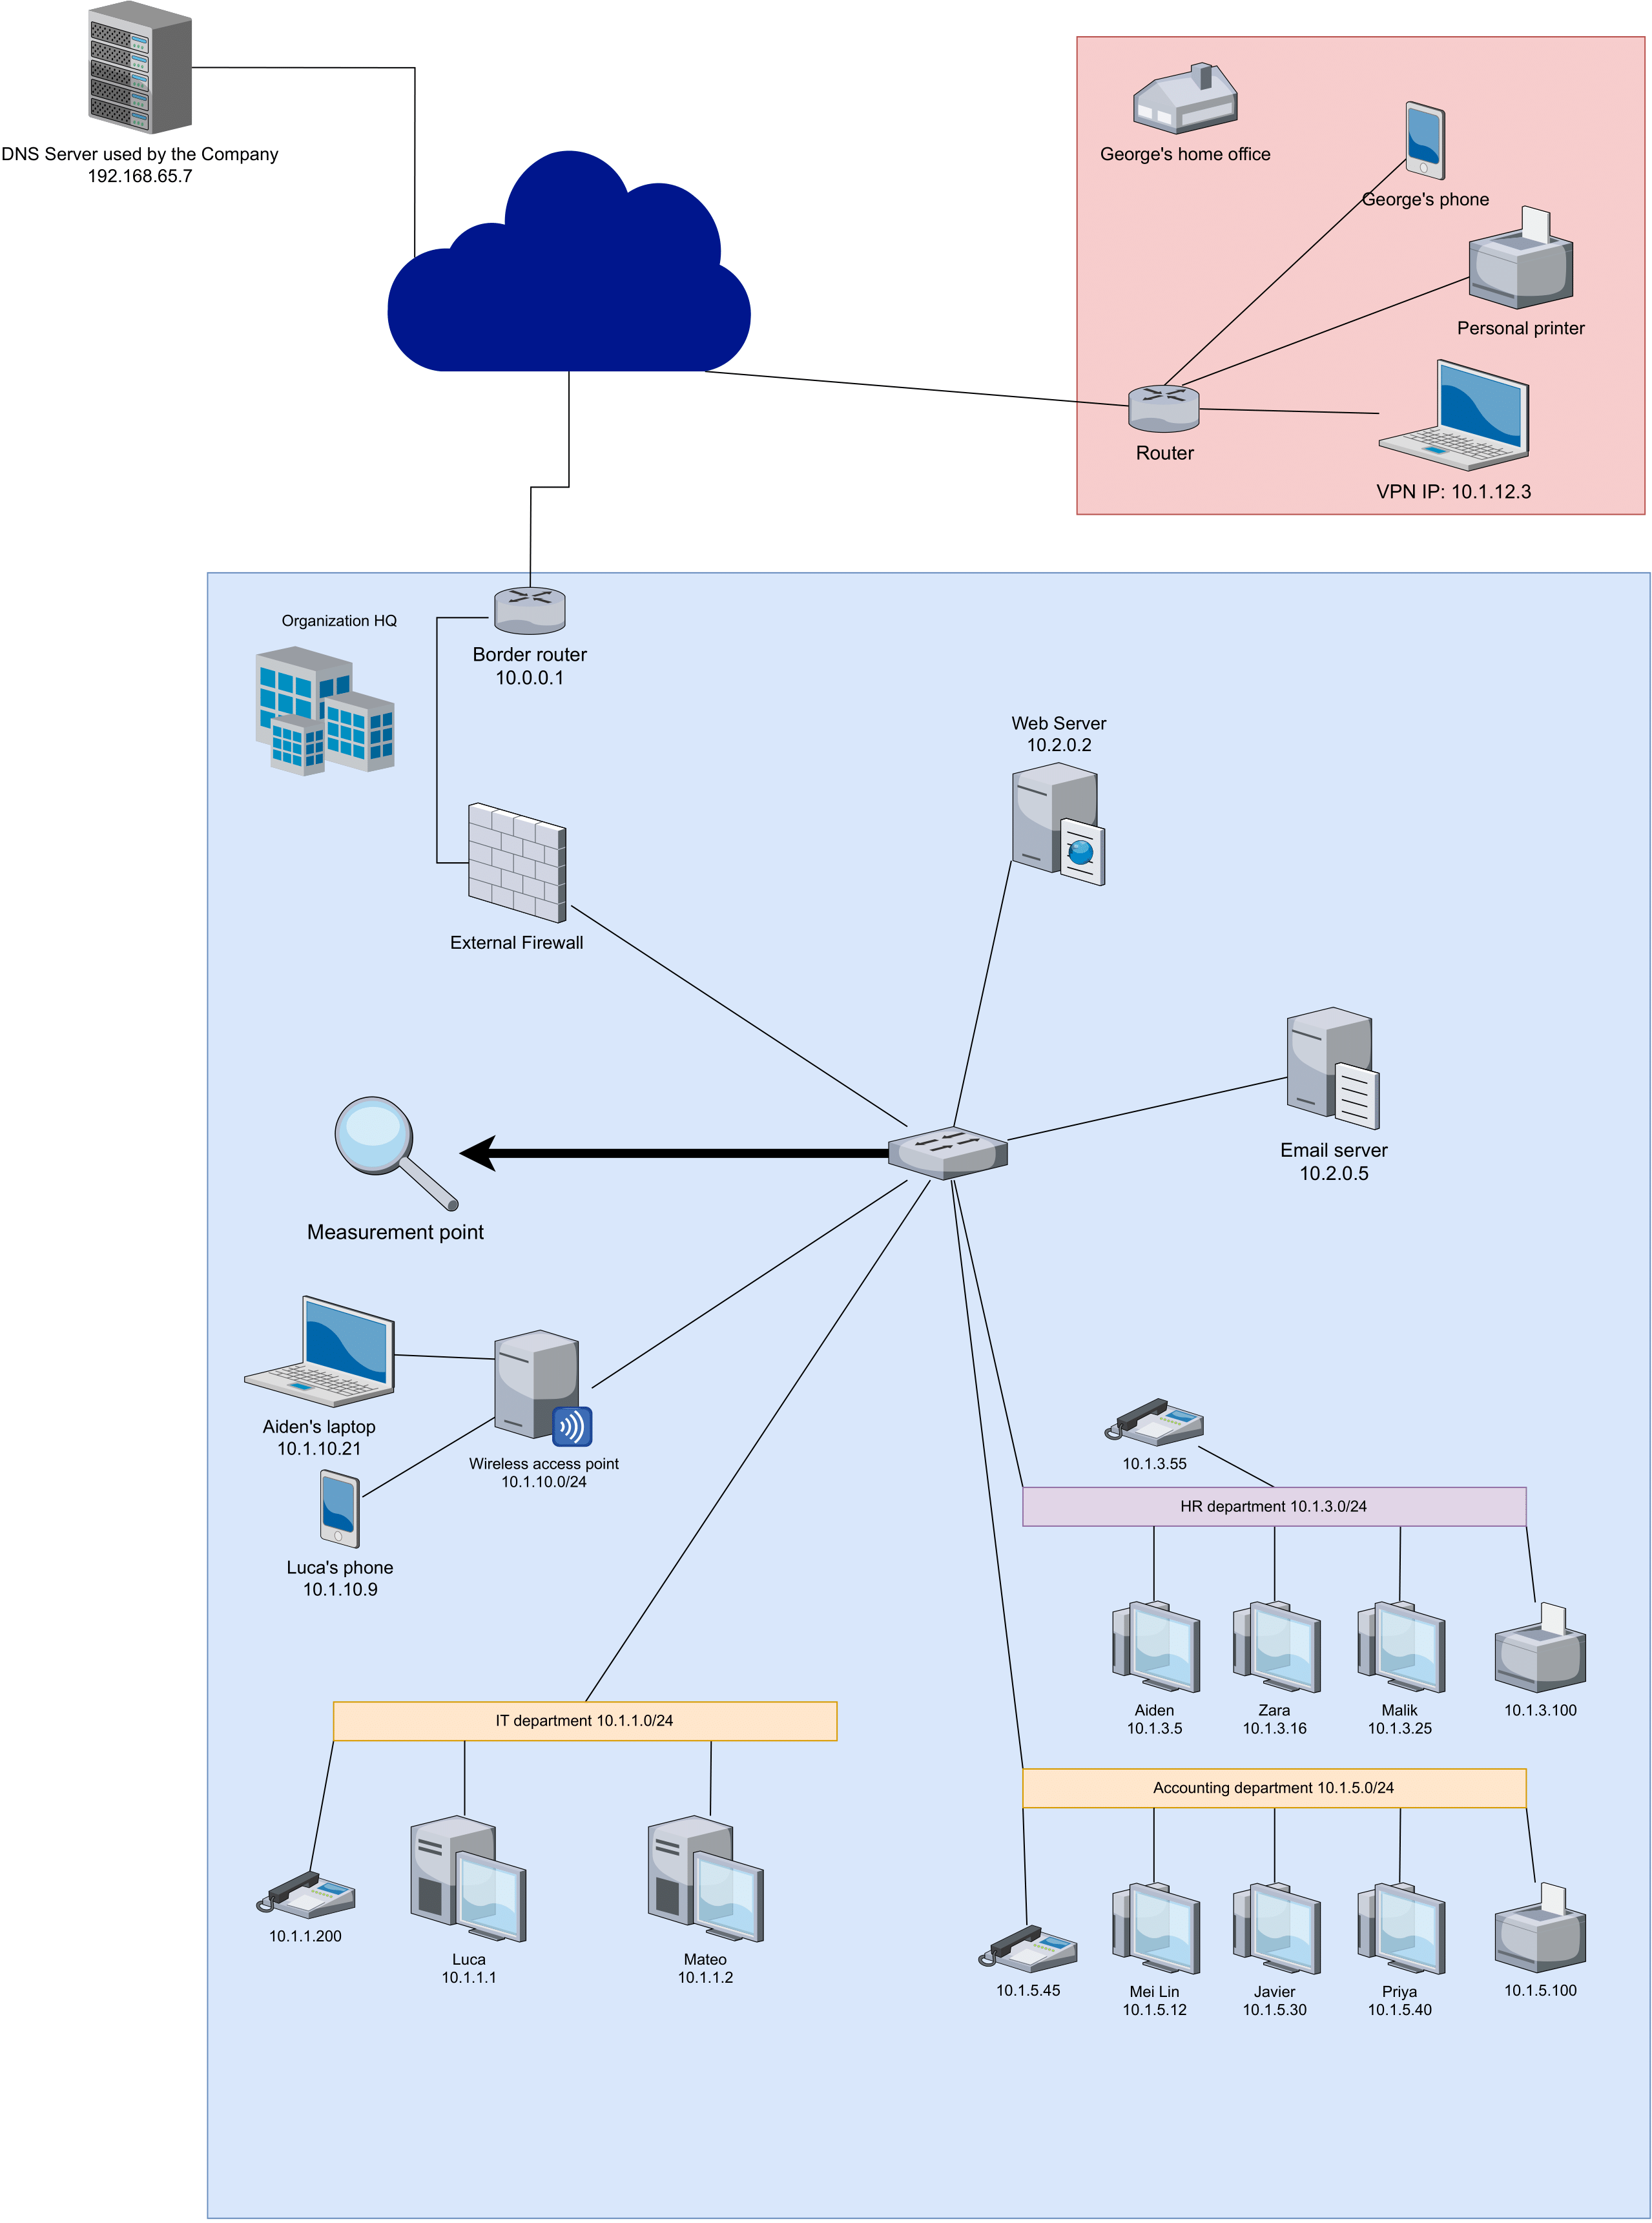 DNS Server used by the Company
192.168.65.7
George's home office
George's phone
Personal printer
Router
VPN IP: 10.1.12.3
Organization HQ
Border router
10.0.0.1
Web Server
10.2.0.2
External Firewall
Email server
10.2.0.5
Measurement point
Aiden's laptop
10.1.10.21
Wireless access point
10.1.10.0/24
Luca's phone
10.1.10.9
10.1.3.55
HR department 10.1.3.0/24
Aiden
10.1.3.5
Zara
10.1.3.16
Malik
10.1.3.25
10.1.3.100
IT department 10.1.1.0/24
10.1.1.200
Luca
10.1.1.1
Mateo
10.1.1.2
Accounting department 10.1.5.0/24
10.1.5.45
Mei Lin
10.1.5.12
Javier
10.1.5.30
Priya
10.1.5.40
10.1.5.100